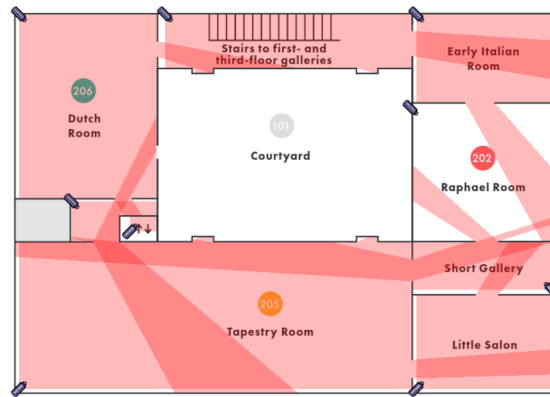 Stairs to first- and
third-floor galleries
Early Italian
Room
206
Dutch
Room
101
Courtyard
202
Raphael Room
Short Gallery
205
Tapestry Room
Little Salon